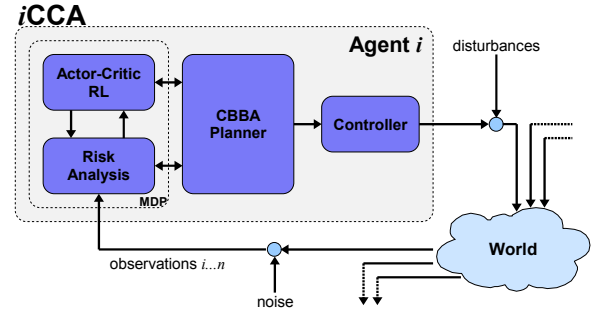 iCCA
Agent i
disturbances
Actor-Critic
RL
CBBA
Planner
Controller
Risk
Analysis
MDP
World
observations i...n
noise